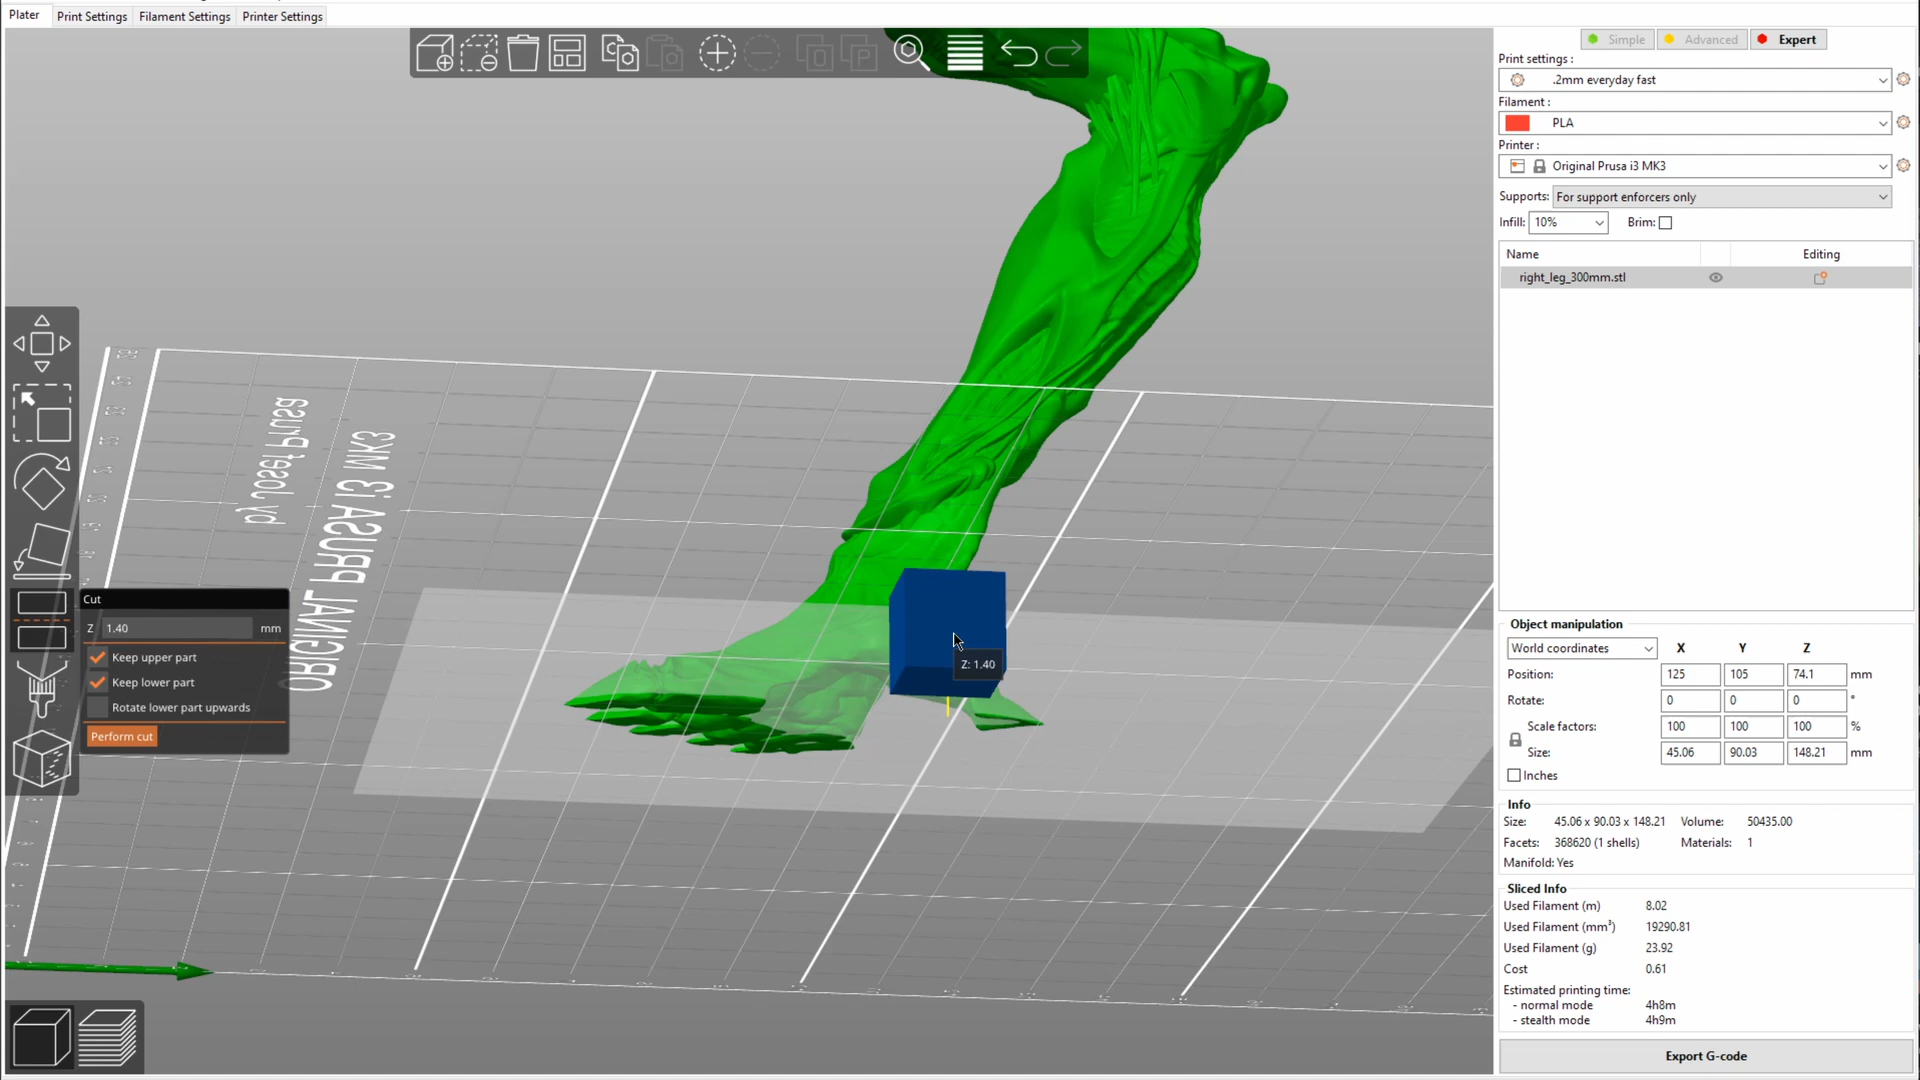 Plater
Print Settings
Filament Settings
Printer Settings
Simple
Advanced
Expert
Print settings :
.2mm everyday fast
Filament :
PLA
Printer :
Original Prusa i3 MK3
Supports:
For support enforcers only
Infill:
10%
Brim:
Name
Editing
right_leg_300mm.stl
ORIGINAL PRUSA i3 MK3
by Josef Prusa
Cut
Z 1.40 mm
Keep upper part
Keep lower part
Rotate lower part upwards
Perform cut
Z: 1.40
Object manipulation
World coordinates X Y Z
Position: 125 105 74.1 mm
Rotate: 0 0 0 °
Scale factors: 100 100 100 %
Size: 45.06 90.03 148.21 mm
Inches
Info
Size: 45.06 x 90.03 x 148.21 Volume: 50435.00
Facets: 368620 (1 shells) Materials: 1
Manifold: Yes
Sliced Info
Used Filament (m) 8.02
Used Filament (mm³) 19290.81
Used Filament (g) 23.92
Cost 0.61
Estimated printing time:
- normal mode 4h8m
- stealth mode 4h9m
Export G-code